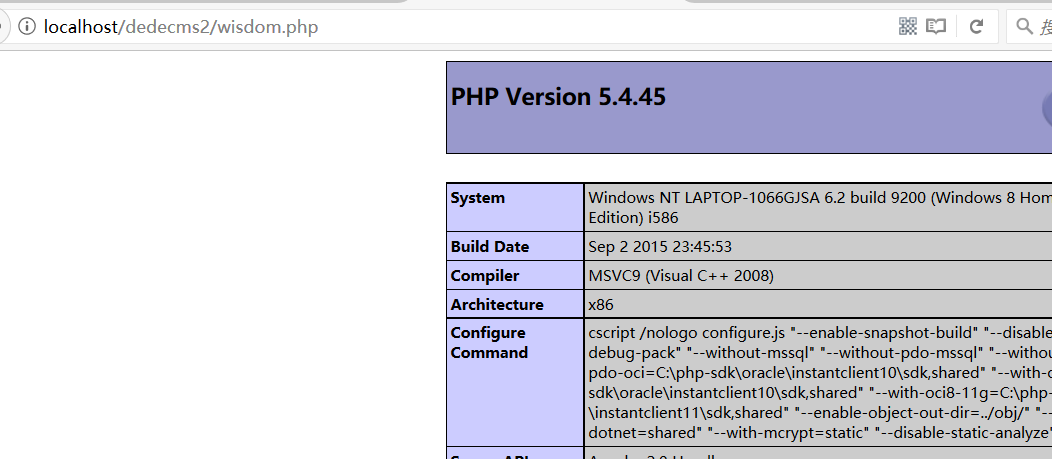 localhost/dedecms2/wisdom.php
PHP Version 5.4.45
System
Windows NT LAPTOP-1066GJSA 6.2 build 9200 (Windows 8 Hom
Edition) i586
Build Date
Sep 2 2015 23:45:53
Compiler
MSVC9 (Visual C++ 2008)
Architecture
x86
Configure
Command
cscript /nologo configure.js "--enable-snapshot-build" "--disable
debug-pack" "--without-mssql" "--without-pdo-mssql" "--withou
pdo-oci=C:\php-sdk\oracle\instantclient10\sdk,shared" "--with-o
sdk\oracle\instantclient10\sdk,shared" "--with-oci8-11g=C:\php-
\instantclient11\sdk,shared" "--enable-object-out-dir=../obj/" "--
dotnet=shared" "--with-mcrypt=static" "--disable-static-analyze"